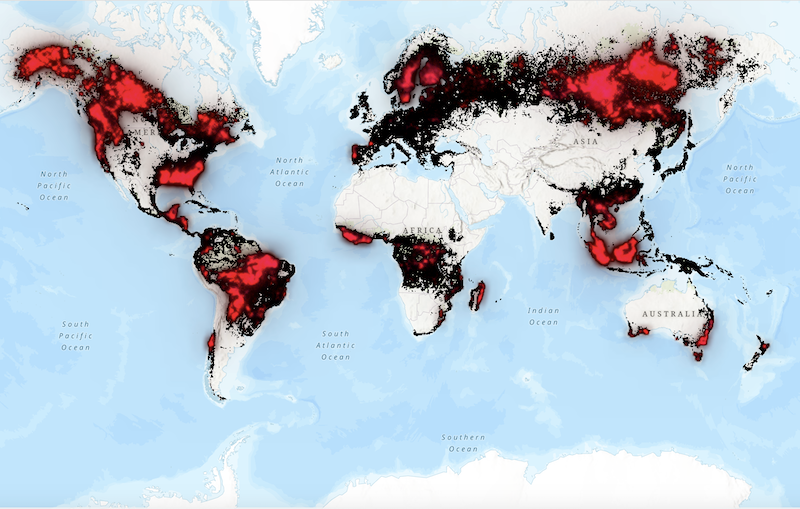 North
Pacific
Ocean
North
Atlantic
Ocean
ASIA
North
Pacific
Ocean
AFRICA
South
Pacific
Ocean
South
Atlantic
Ocean
Indian
Ocean
AUSTRALIA
Southern
Ocean